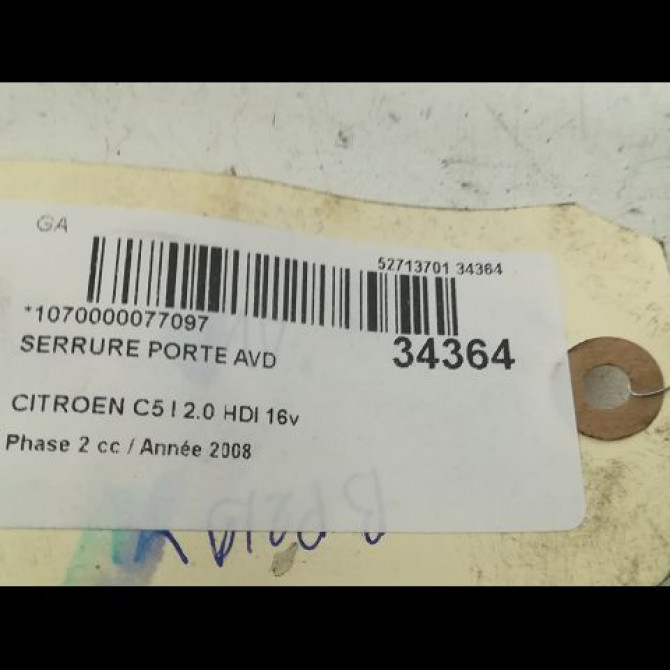 GA
52713701 34364
*1070000077097
SERRURE PORTE AVD
34364
CITROEN C5 I 2.0 HDI 16v
Phase 2 cc / Année 2008